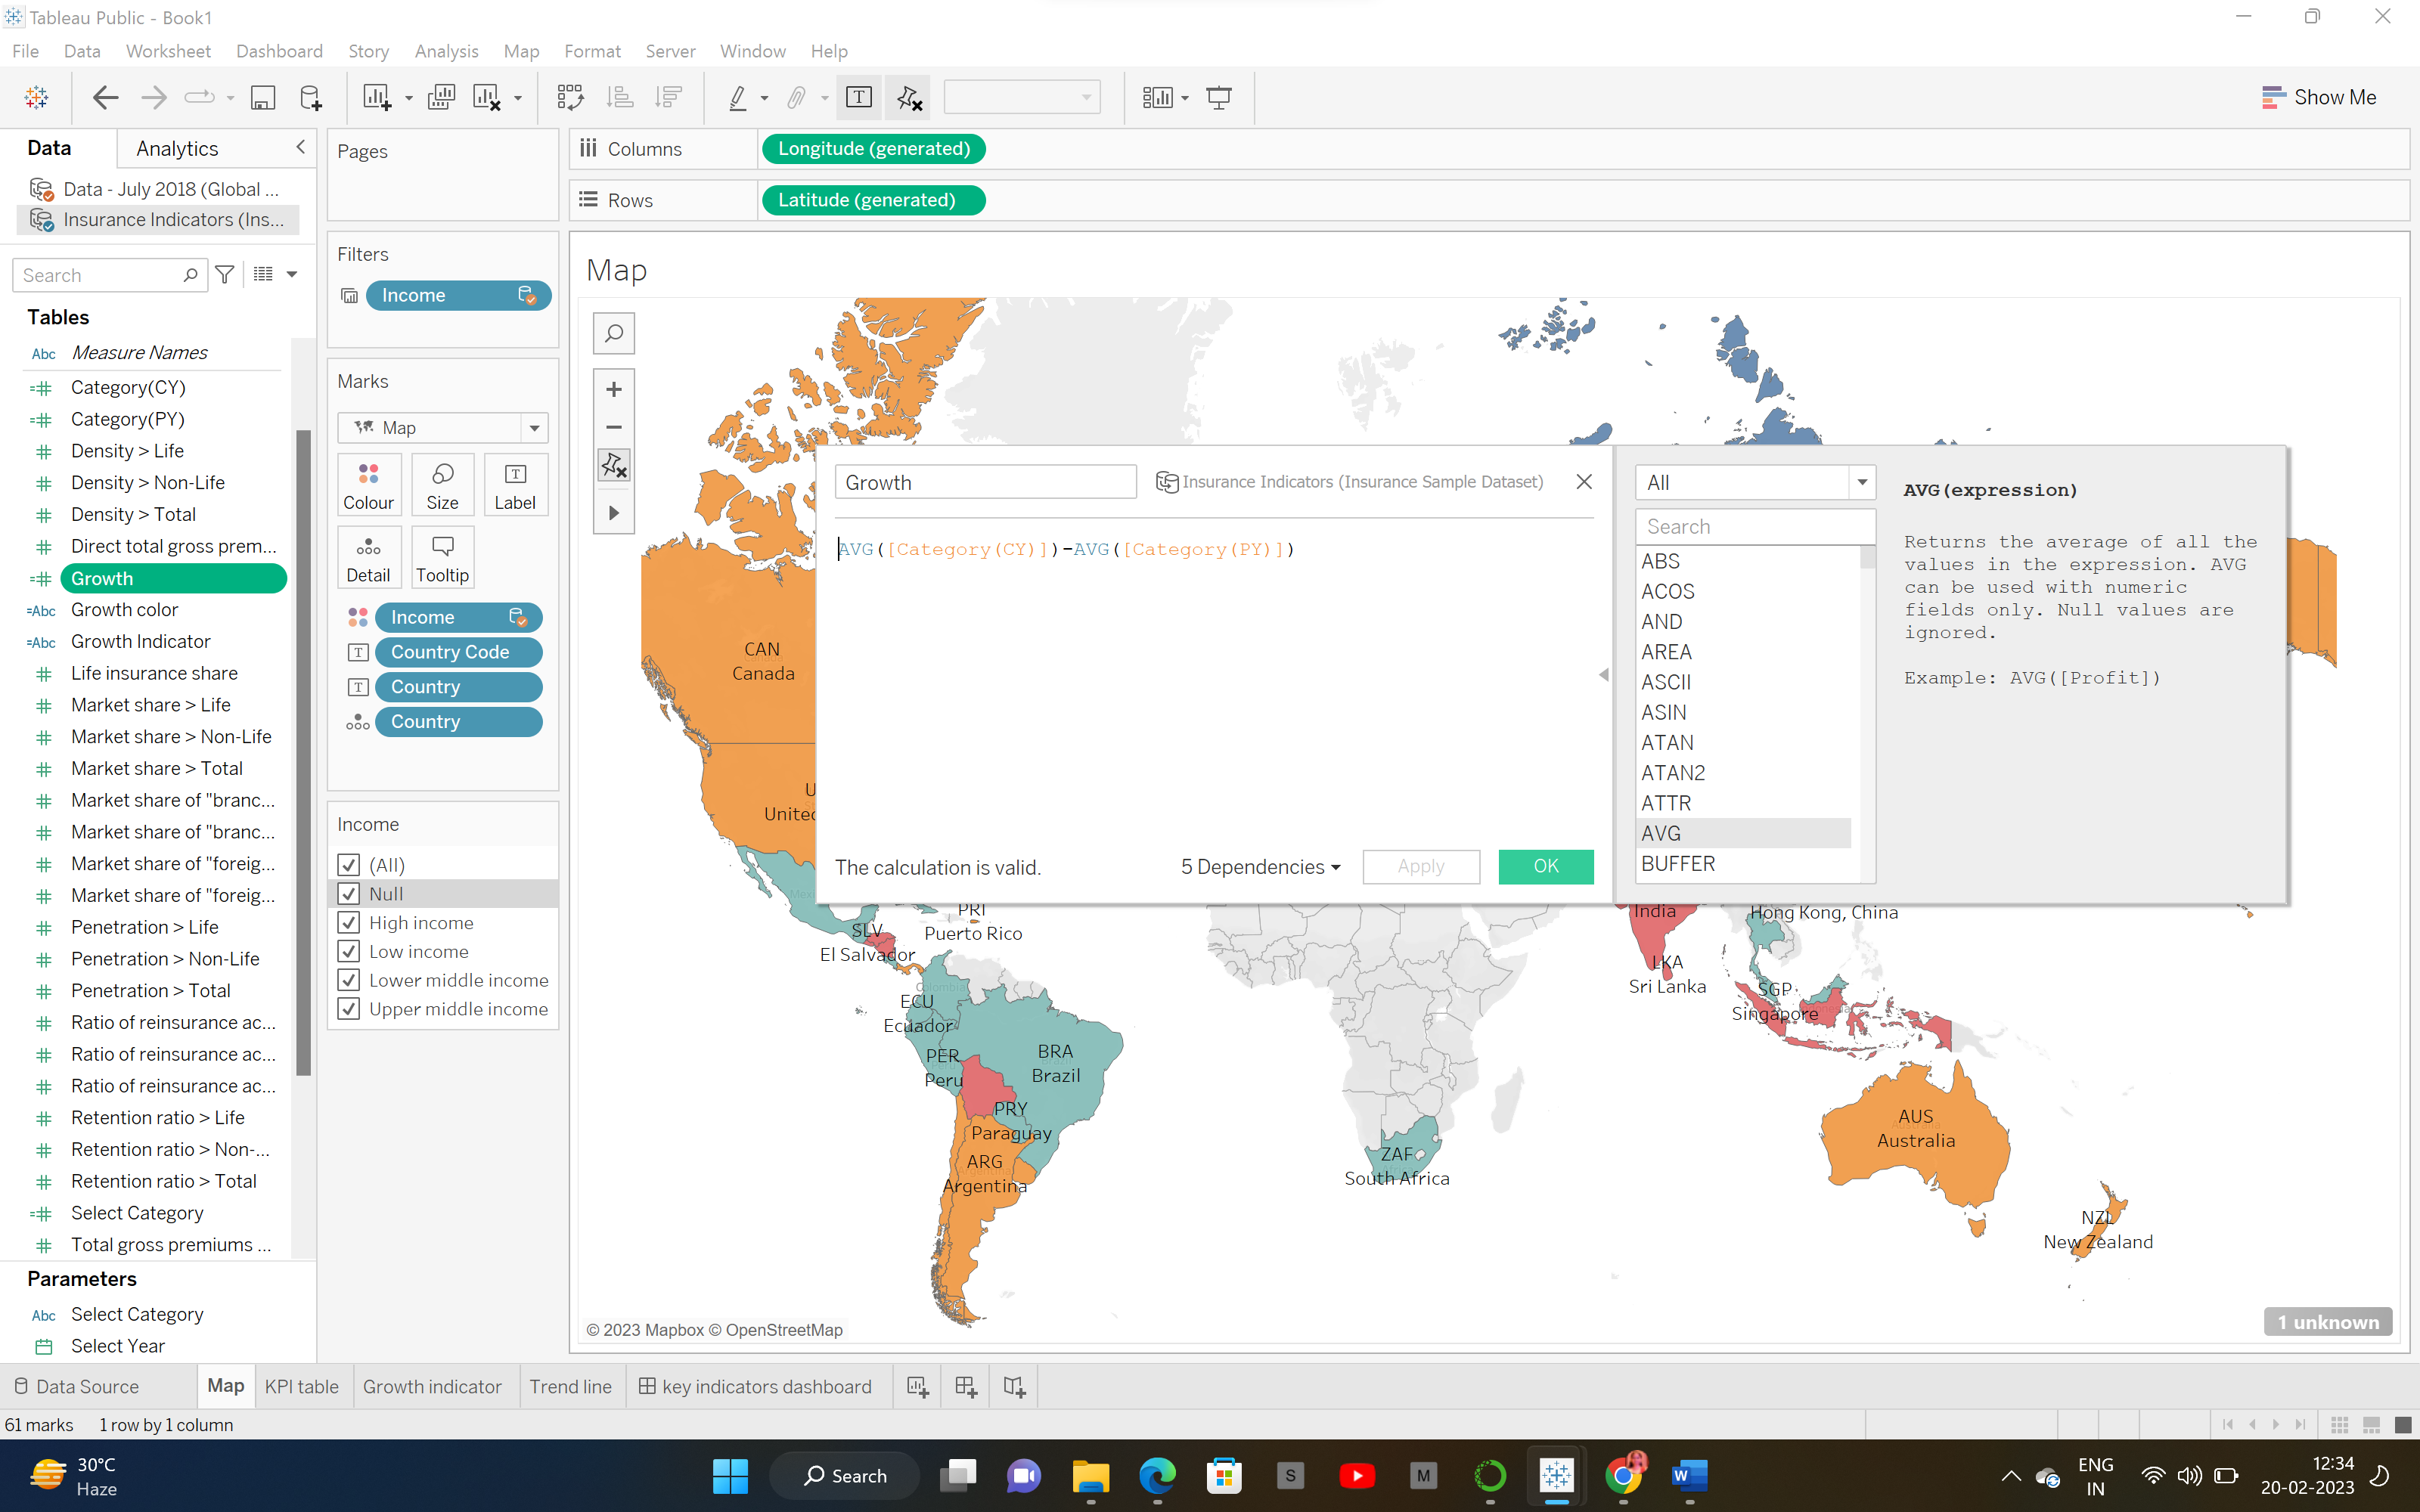 Tableau Public - Book1
File Data Worksheet Dashboard Story Analysis Map Format Server Window Help
Show Me
Data
Analytics
Data - July 2018 (Global ...
Insurance Indicators (Ins...
Search
Tables
Abc Measure Names
Category(CY)
Category(PY)
Density > Life
Density > Non-Life
Density > Total
Direct total gross prem...
Growth
=Abc Growth color
=Abc Growth Indicator
Life insurance share
Market share > Life
Market share > Non-Life
Market share > Total
Market share of "branc...
Market share of "branc...
Market share of "foreig...
Market share of "foreig...
Penetration > Life
Penetration > Non-Life
Penetration > Total
Ratio of reinsurance ac...
Ratio of reinsurance ac...
Ratio of reinsurance ac...
Retention ratio > Life
Retention ratio > Non-...
Retention ratio > Total
Select Category
Total gross premiums ...
Parameters
Abc Select Category
Select Year
Pages
Filters
Income
Marks
Map
Colour
Size
Label
Detail
Tooltip
Income
Country Code
Country
Country
Income
(All)
Null
High income
Low income
Lower middle income
Upper middle income
Columns
Longitude (generated)
Rows
Latitude (generated)
Map
CAN
Canada
U
United
Growth
Insurance Indicators (Insurance Sample Dataset)
AVG([Category(CY)])-AVG([Category(PY)])
The calculation is valid.
5 Dependencies
Apply
OK
All
Search
ABS
ACOS
AND
AREA
ASCII
ASIN
ATAN
ATAN2
ATTR
AVG
BUFFER
AVG(expression)
Returns the average of all the
values in the expression. AVG
can be used with numeric
fields only. Null values are
ignored.
Example: AVG([Profit])
PRI
Puerto Rico
SLV
El Salvador
Colombia
ECU
Ecuador
PER
Peru
BRA
Brazil
PRY
Paraguay
ARG
Argentina
ZAF
South Africa
India
Hong Kong, China
LKA
Sri Lanka
SGP
Singapore
AUS
Australia
NZL
New Zealand
© 2023 Mapbox © OpenStreetMap
1 unknown
Data Source
Map
KPI table
Growth indicator
Trend line
key indicators dashboard
61 marks
1 row by 1 column
30°C
Haze
Search
S
M
W
ENG
IN
12:34
20-02-2023